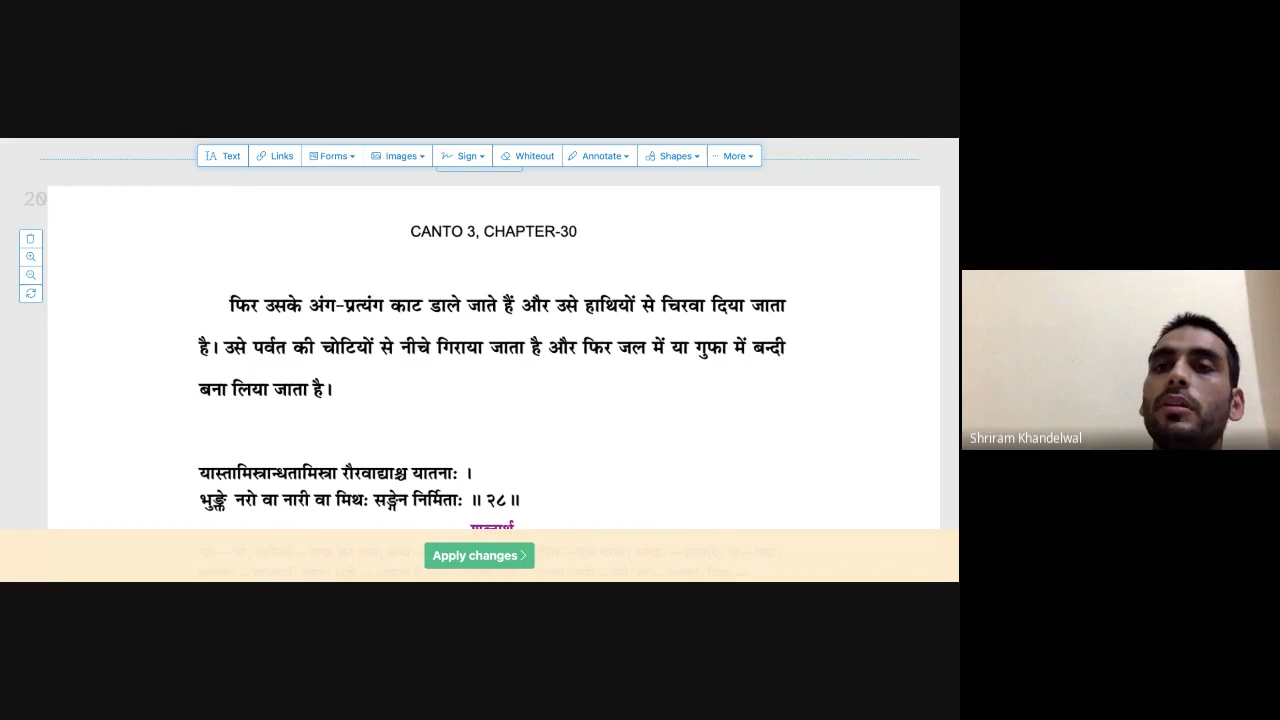 Text Links Forms Images Sign Whiteout Annotate Shapes More
20
CANTO 3, CHAPTER-30
फिर उसके अंग-प्रत्यंग काट डाले जाते हैं और उसे हाथियों से चिरवा दिया जाता
है। उसे पर्वत की चोटियों से नीचे गिराया जाता है और फिर जल में या गुफा में बन्दी
बना लिया जाता है।
यास्तामिस्रान्धतामिस्रा रौरवाद्याश्च यातनाः ।
भुङ्क्ते नरो वा नारी वा मिथः सङ्गेन निर्मिताः ॥ २८॥
Apply changes
Shriram Khandelwal